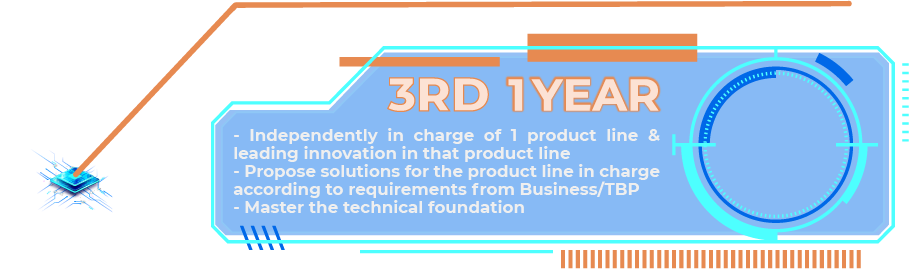 3RD 1YEAR
- Independently in charge of 1 product line &
leading innovation in that product line
- Propose solutions for the product line in charge
according to requirements from Business/TBP
- Master the technical foundation